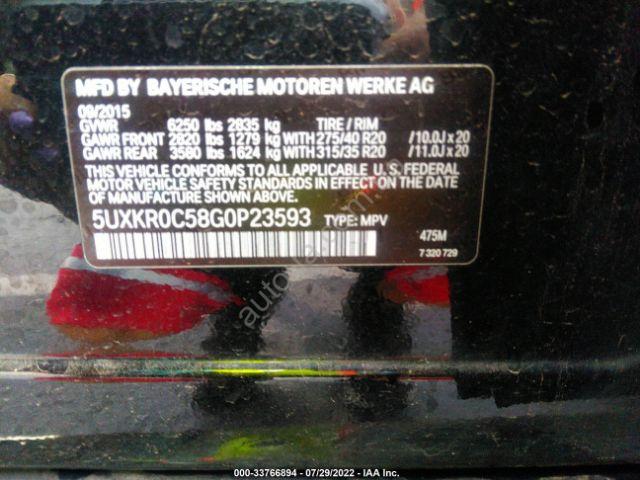 MFD BY BAYERISCHE MOTOREN WERKE AG
09/2015
GVWR 6250 lbs 2835 kg TIRE / RIM
GAWR FRONT 2820 lbs 1279 kg WITH 275/40 R20 / 10.0J x 20
GAWR REAR 3580 lbs 1624 kg WITH 315/35 R20 / 11.0J x 20
THIS VEHICLE CONFORMS TO ALL APPLICABLE U. S. FEDERAL
MOTOR VEHICLE SAFETY STANDARDS IN EFFECT ON THE DATE
OF MANUFACTURE SHOWN ABOVE.
5UXKR0C58G0P23593 TYPE: MPV
475M
7 320 729
000-33766894 - 07/29/2022 - IAA Inc.